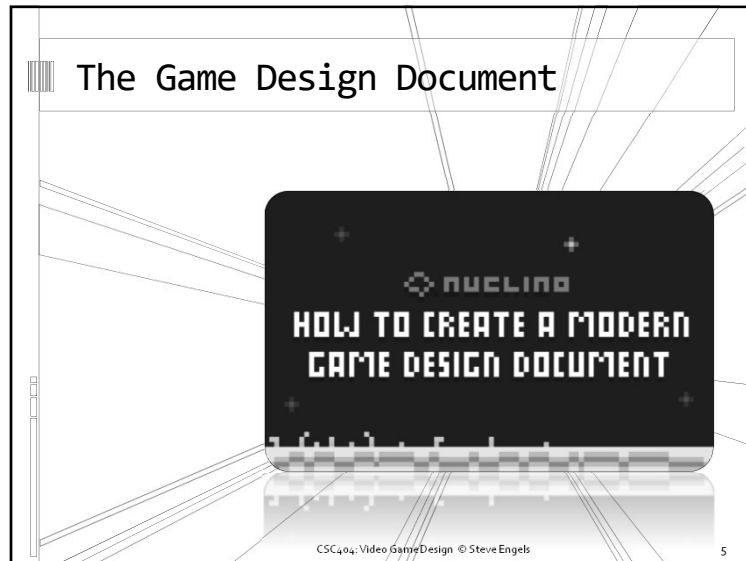 The Game Design Document
nuclino
HOW TO CREATE A MODERN
GAME DESIGN DOCUMENT
CSC404: Video Game Design © Steve Engels
5